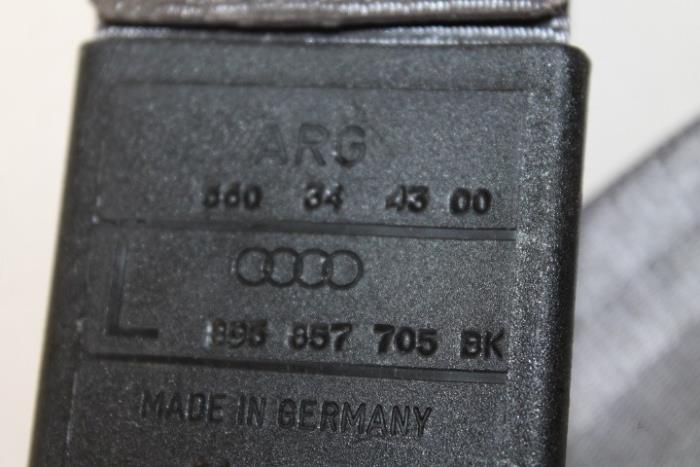 ARG
560 34 43 00
L
895 857 705 BK
MADE IN GERMANY